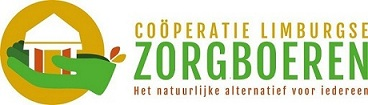 COÖPERATIE LIMBURGSE
ZORGBOEREN
Het natuurlijke alternatief voor iedereen